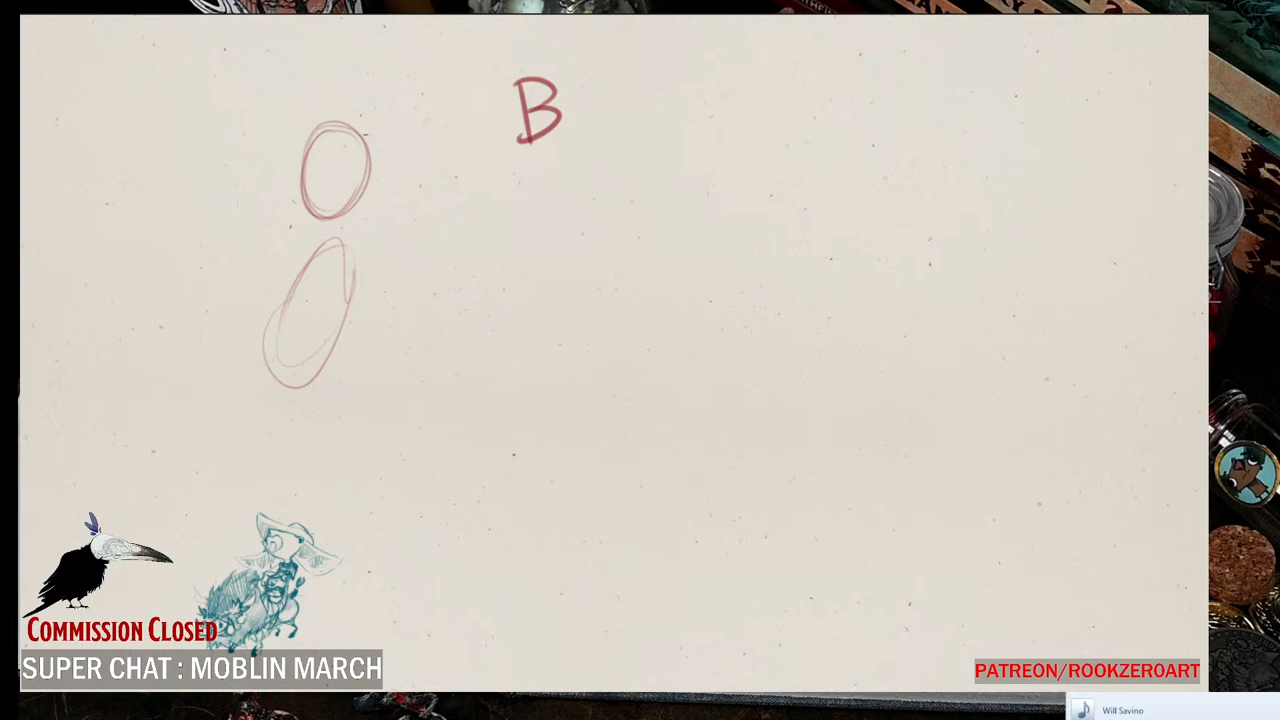 B
COMMISSION CLOSED
SUPER CHAT : MOBLIN MARCH
PATREON/ROOKZEROART
Will Savino